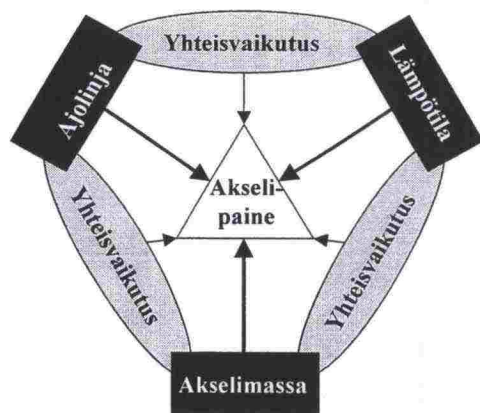 Yhteisvaikutus
Ajolinja
Lämpötila
Akseli-
paine
Yhteisvaikutus
Yhteisvaikutus
Akselimassa